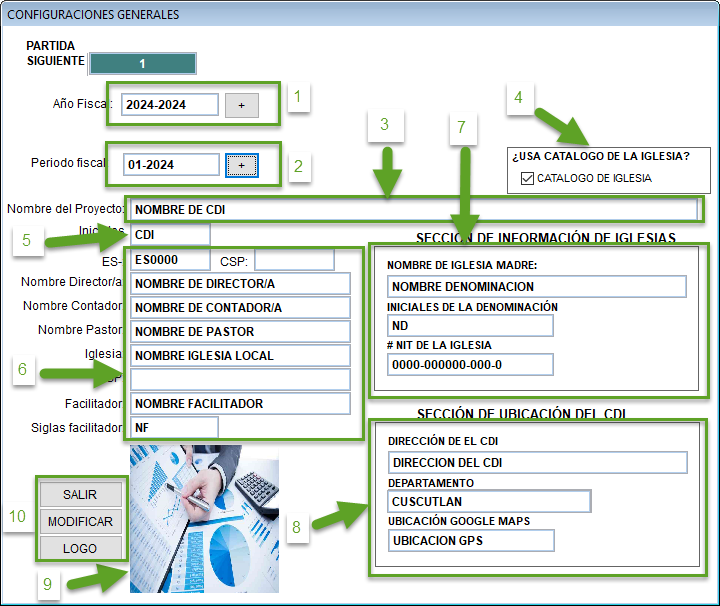 CONFIGURACIONES GENERALES
PARTIDA
SIGUIENTE 1
Año Fiscal: 2024-2024 + 1
Periodo fiscal 01-2024 + 2
3
7
4
¿USA CATALOGO DE LA IGLESIA?
CATALOGO DE IGLESIA
Nombre del Proyecto: NOMBRE DE CDI
5
Iniciales CDI
ES- ES0000 CSP:
Nombre Director/a NOMBRE DE DIRECTOR/A
Nombre Contador NOMBRE DE CONTADOR/A
Nombre Pastor NOMBRE DE PASTOR
Iglesia NOMBRE IGLESIA LOCAL
6
Facilitador NOMBRE FACILITADOR
Siglas facilitador NF
SECCIÓN DE INFORMACIÓN DE IGLESIAS
NOMBRE DE IGLESIA MADRE:
NOMBRE DENOMINACION
INICIALES DE LA DENOMINACIÓN
ND
# NIT DE LA IGLESIA
0000-000000-000-0
SECCIÓN DE UBICACIÓN DEL CDI
DIRECCIÓN DE EL CDI
DIRECCION DEL CDI
DEPARTAMENTO
CUSCUTLAN
UBICACIÓN GOOGLE MAPS
UBICACION GPS
8
10
SALIR
MODIFICAR
LOGO
9